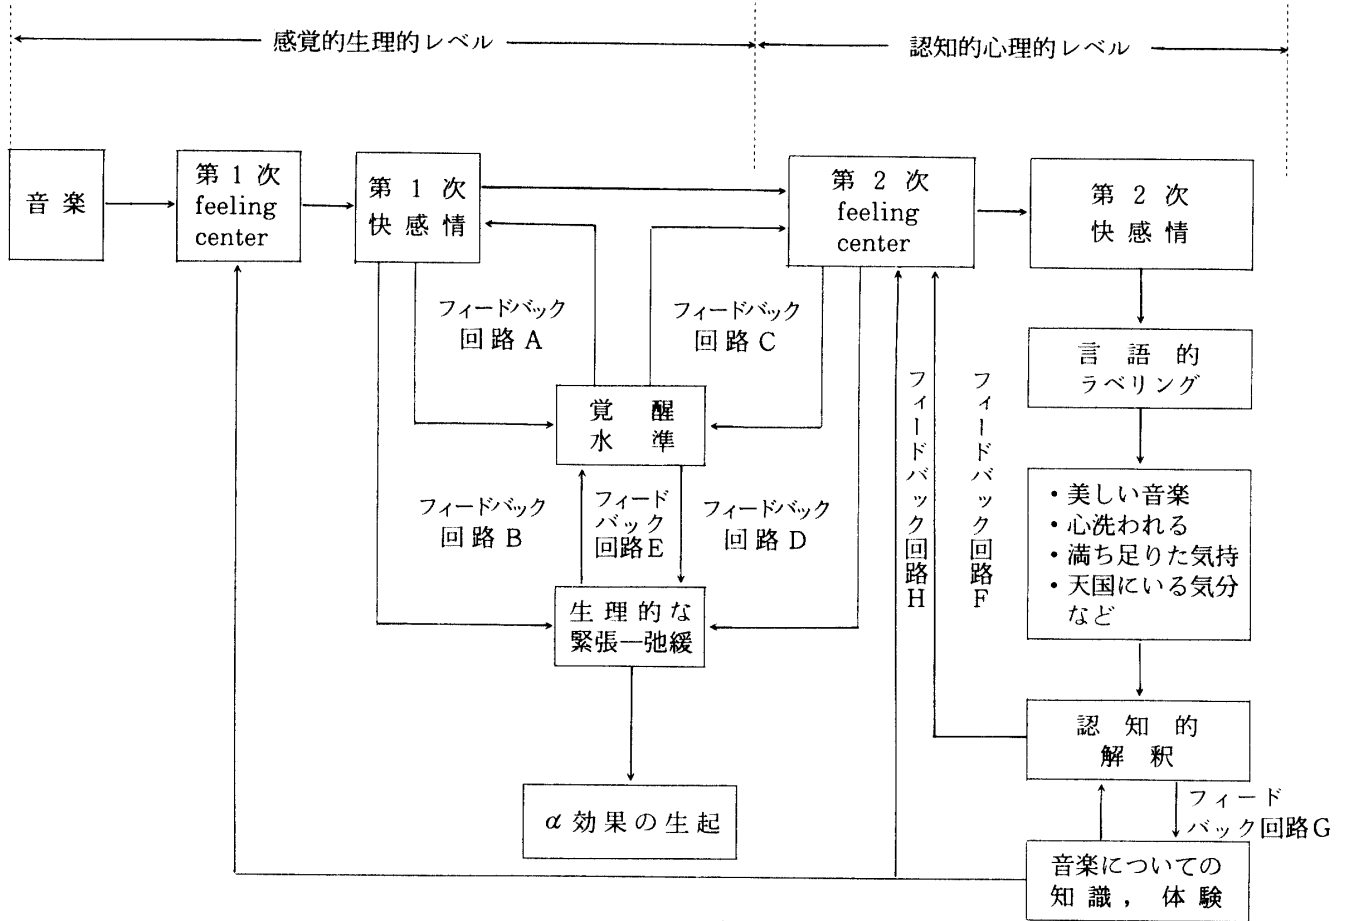 感覚的生理的レベル
認知的心理的レベル
音楽
第1次
feeling
center
第1次
快感情
第2次
feeling
center
第2次
快感情
フィードバック
回路A
フィードバック
回路C
言語的
ラベリング
覚醒
水準
フィードバック回路H
フィードバック回路F
・美しい音楽
・心洗われる
・満ち足りた気持
・天国にいる気分
など
フィードバック
回路B
フィード
バック
回路E
フィードバック
回路D
生理的な
緊張―弛緩
認知的
解釈
α効果の生起
フィード
バック回路G
音楽についての
知識,体験